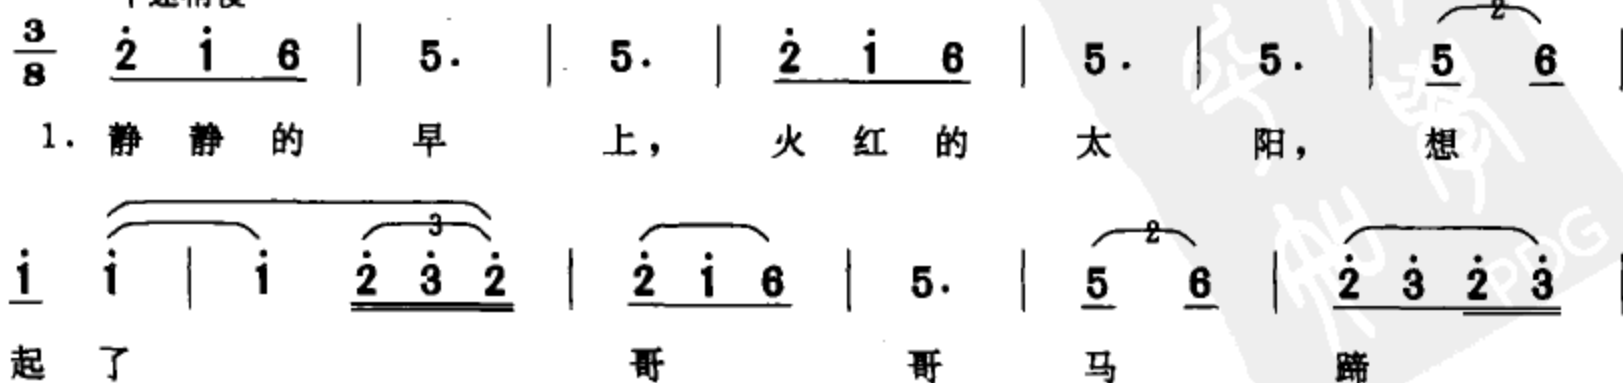 3/8 2̇ 1̇ 6 | 5. | 5. | 2̇ 1̇ 6 | 5. | 5. | 5 6 |
1. 静 静 的 早 上， 火 红 的 太 阳， 想
1̇ 1̇ | 1̇ 2̇ 3̇ 2̇ | 2̇ 1̇ 6 | 5. | 5 6 | 2̇ 3̇ 2̇ 3̇ |
起 了 哥 哥 马 蹄
PDG